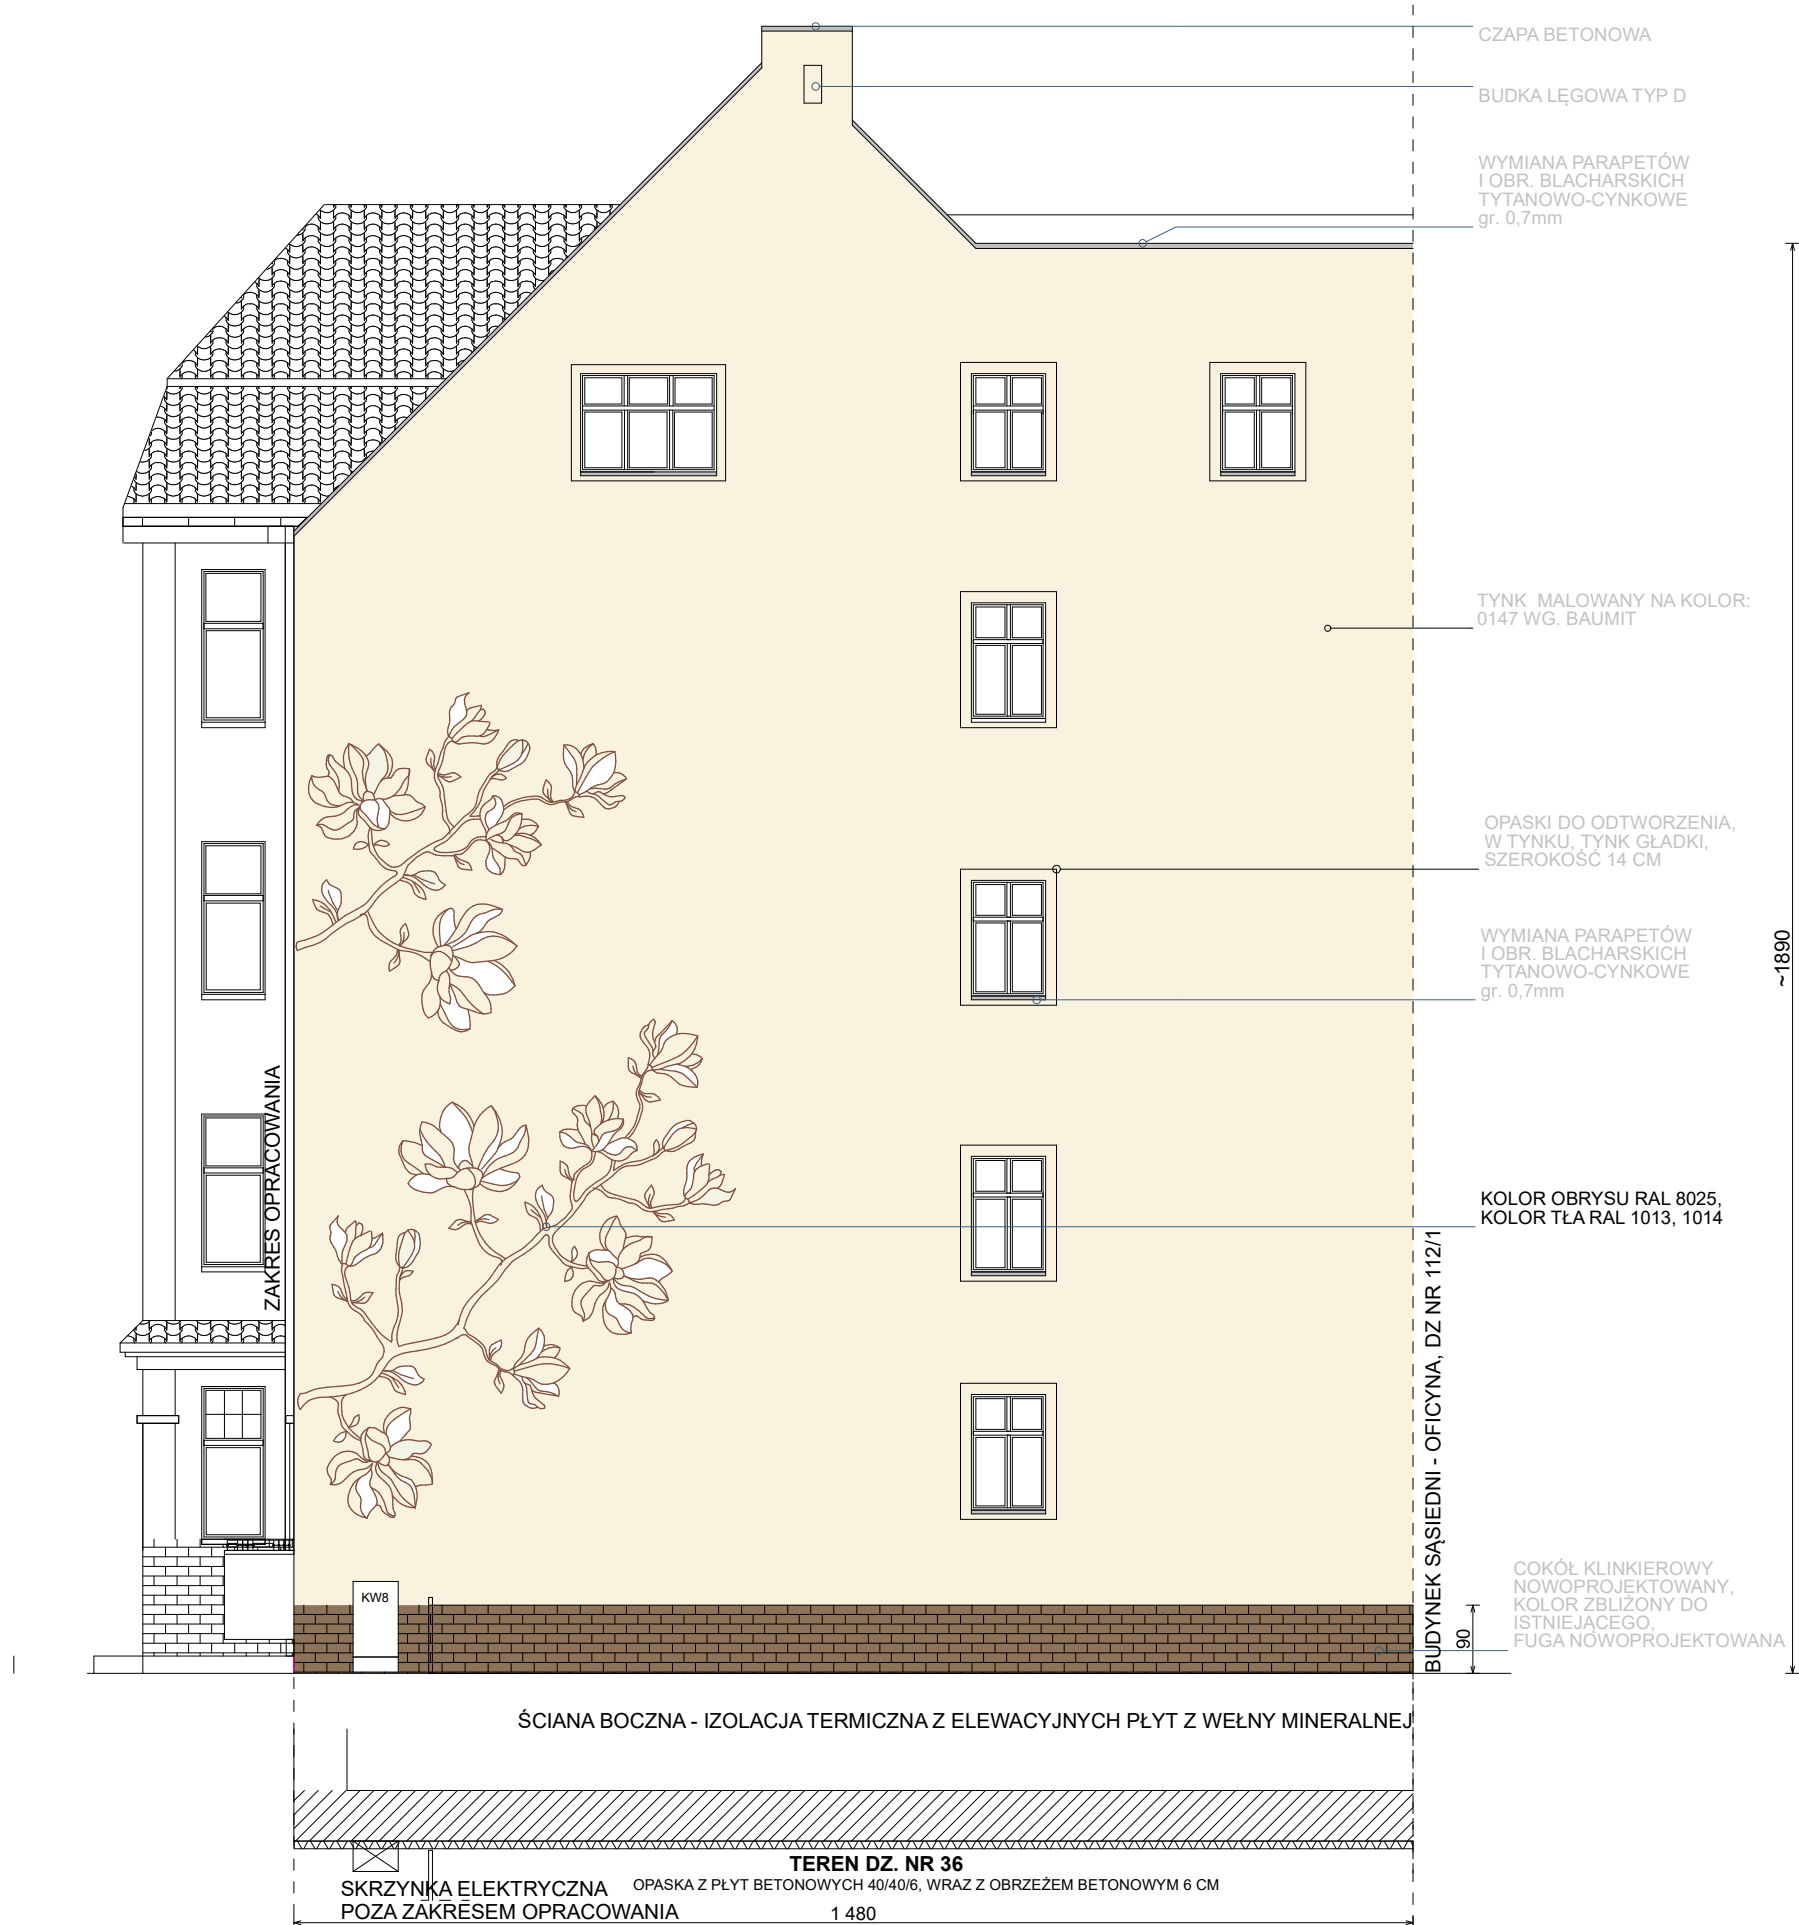 CZAPA BETONOWA
BUDKA LĘGOWA TYP D
WYMIANA PARAPETÓW
I OBR. BLACHARSKICH
TYTANOWO-CYNKOWE
gr. 0,7mm
TYNK MALOWANY NA KOLOR:
0147 WG. BAUMIT
OPASKI DO ODTWORZENIA,
W TYNKU, TYNK GŁADKI,
SZEROKOŚĆ 14 CM
WYMIANA PARAPETÓW
I OBR. BLACHARSKICH
TYTANOWO-CYNKOWE
gr. 0,7mm
~1890
ZAKRES OPRACOWANIA
KOLOR OBRYSU RAL 8025,
KOLOR TŁA RAL 1013, 1014
BUDYNEK SĄSIEDNI - OFICYNA, DZ NR 112/1
COKÓŁ KLINKIEROWY
NOWOPROJEKTOWANY,
KOLOR ZBLIŻONY DO
ISTNIEJĄCEGO,
FUGA NOWOPROJEKTOWANA
KW8
90
ŚCIANA BOCZNA - IZOLACJA TERMICZNA Z ELEWACYJNYCH PŁYT Z WEŁNY MINERALNEJ
TEREN DZ. NR 36
OPASKA Z PŁYT BETONOWYCH 40/40/6, WRAZ Z OBRZEŻEM BETONOWYM 6 CM
SKRZYNKA ELEKTRYCZNA
POZA ZAKRESEM OPRACOWANIA
1 480